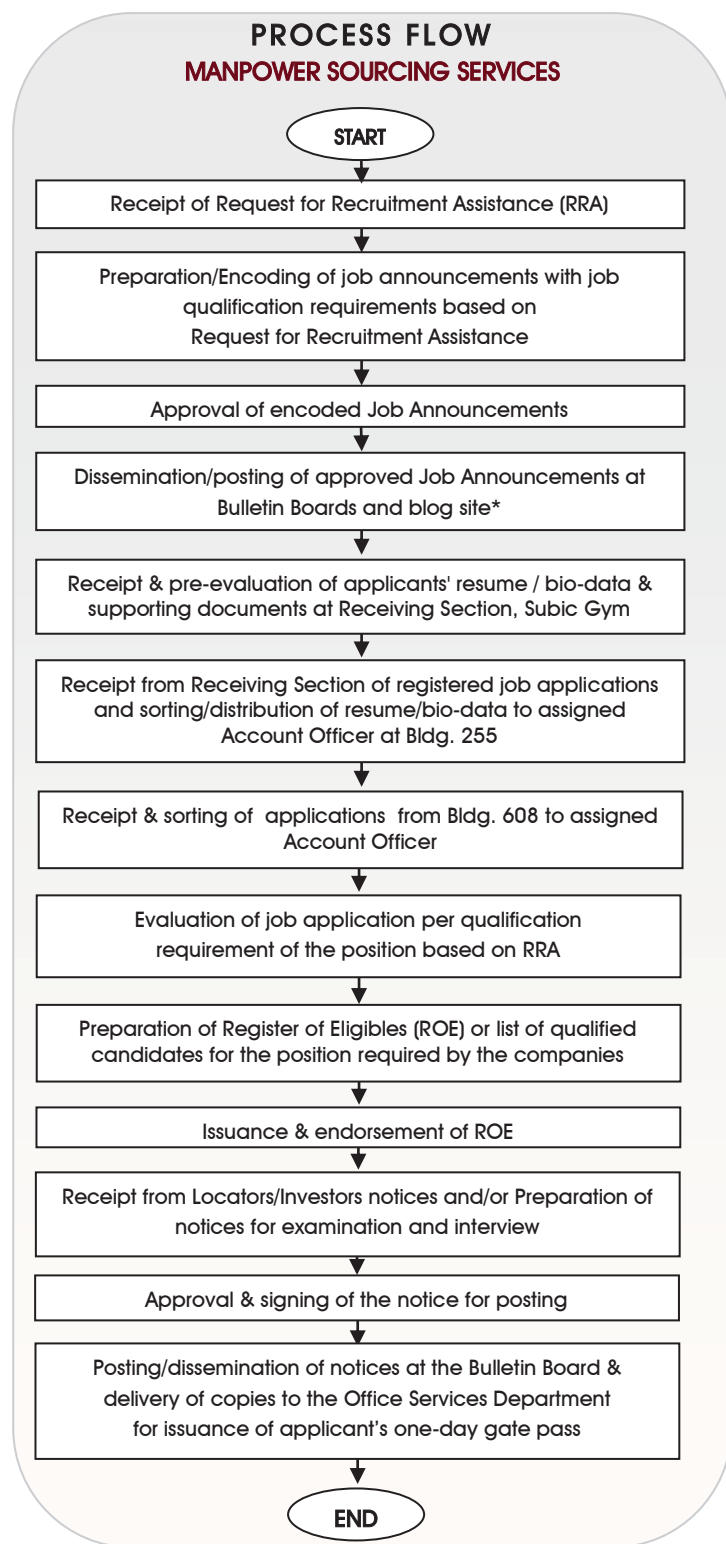 PROCESS FLOW
MANPOWER SOURCING SERVICES
START
Receipt of Request for Recruitment Assistance (RRA)
Preparation/Encoding of job announcements with job
qualification requirements based on
Request for Recruitment Assistance
Approval of encoded Job Announcements
Dissemination/posting of approved Job Announcements at
Bulletin Boards and blog site*
Receipt & pre-evaluation of applicants' resume / bio-data &
supporting documents at Receiving Section, Subic Gym
Receipt from Receiving Section of registered job applications
and sorting/distribution of resume/bio-data to assigned
Account Officer at Bldg. 255
Receipt & sorting of applications from Bldg. 608 to assigned
Account Officer
Evaluation of job application per qualification
requirement of the position based on RRA
Preparation of Register of Eligibles (ROE) or list of qualified
candidates for the position required by the companies
Issuance & endorsement of ROE
Receipt from Locators/Investors notices and/or Preparation of
notices for examination and interview
Approval & signing of the notice for posting
Posting/dissemination of notices at the Bulletin Board &
delivery of copies to the Office Services Department
for issuance of applicant’s one-day gate pass
END